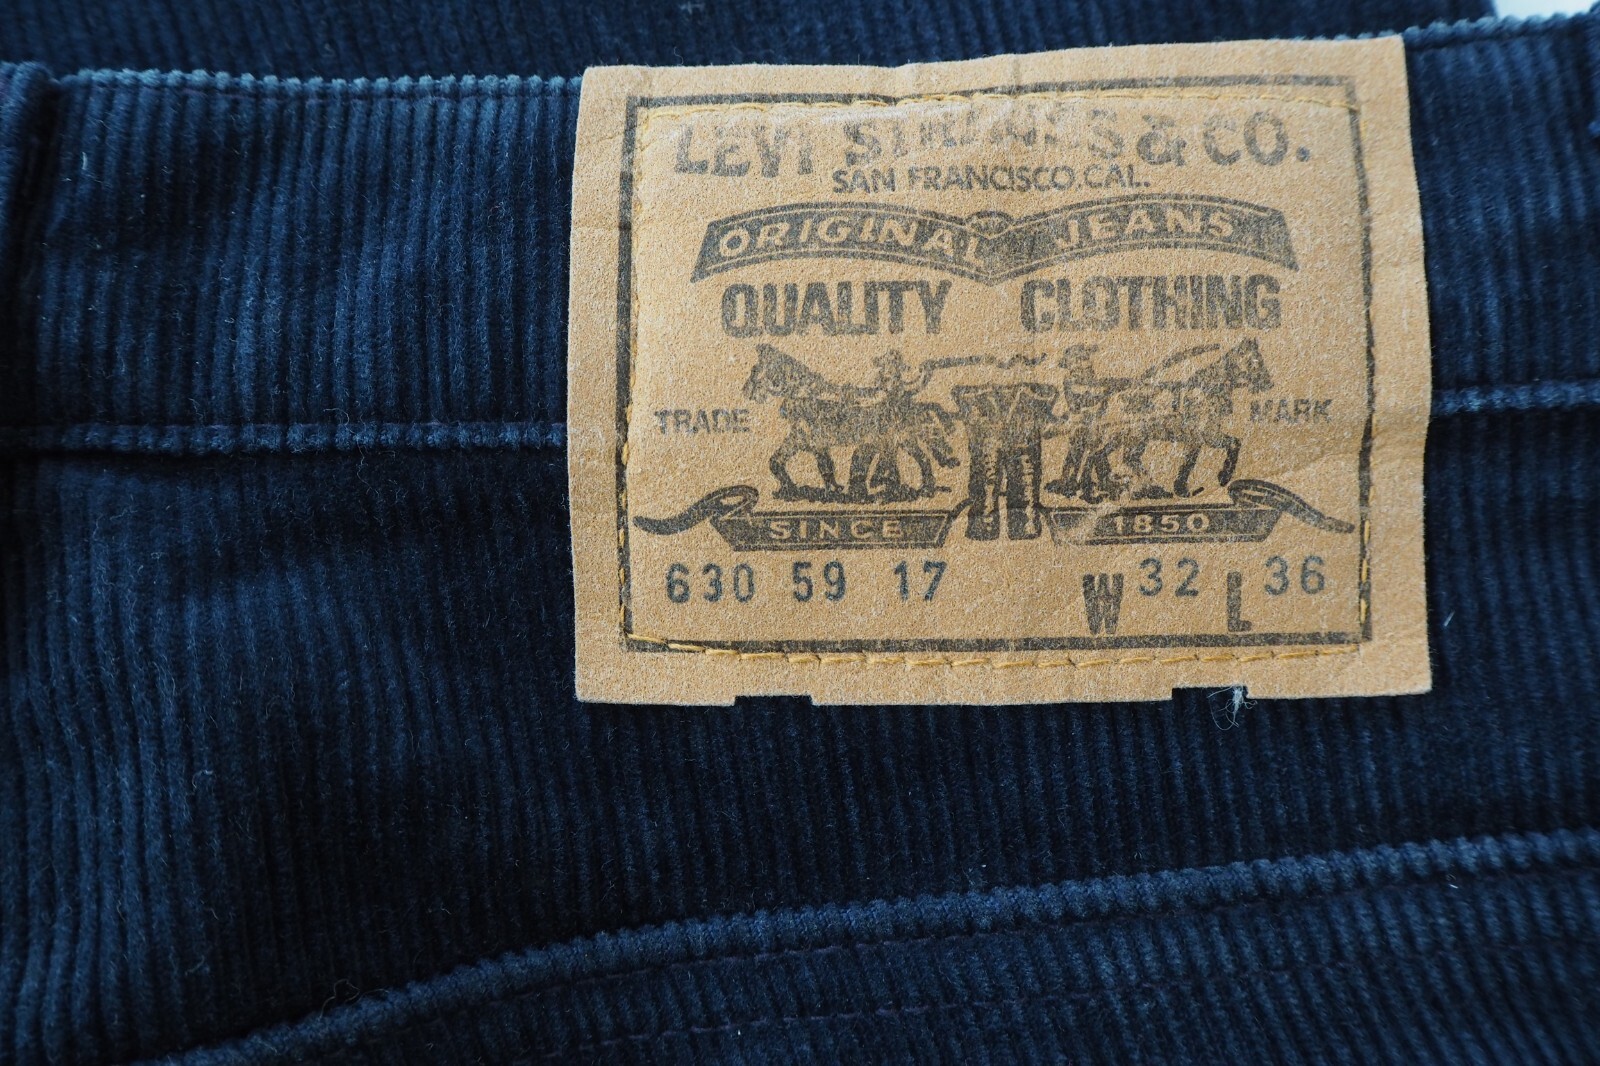 LEVI STRAUSS & CO.
SAN FRANCISCO, CAL.
ORIGINAL JEANS
QUALITY CLOTHING
TRADE MARK
SINCE 1850
630 59 17 W 32 L 36